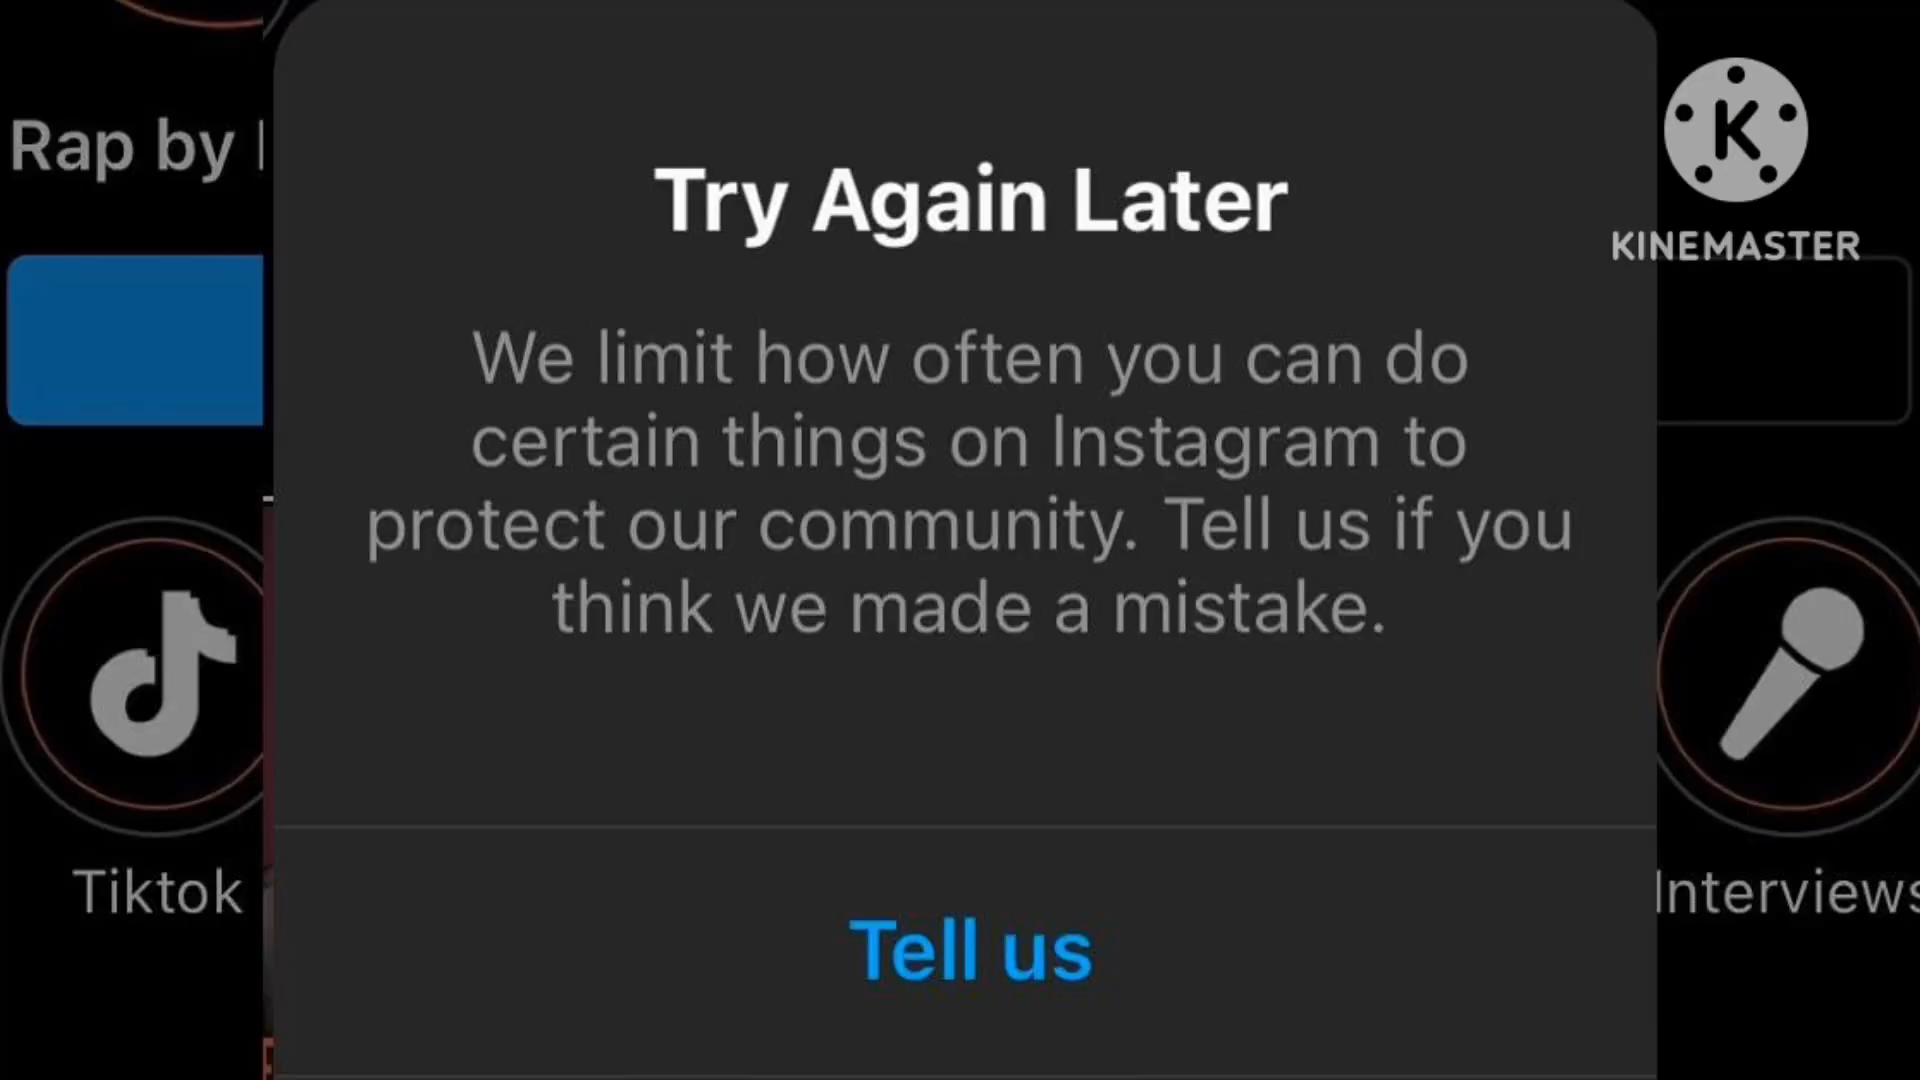 Rap by
Try Again Later
K
KINEMASTER
We limit how often you can do
certain things on Instagram to
protect our community. Tell us if you
think we made a mistake.
Tiktok
Interviews
Tell us